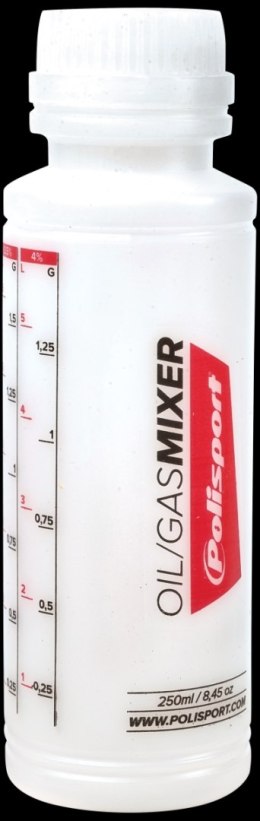 4%
G
L
G
1,5
5
1,25
1,25
4
1
1
3
0,75
0,75
2
0,5
0,5
1
0,25
0,25
OIL/GASMIXER
Polisport
250ml / 8,45 oz
WWW.POLISPORT.COM